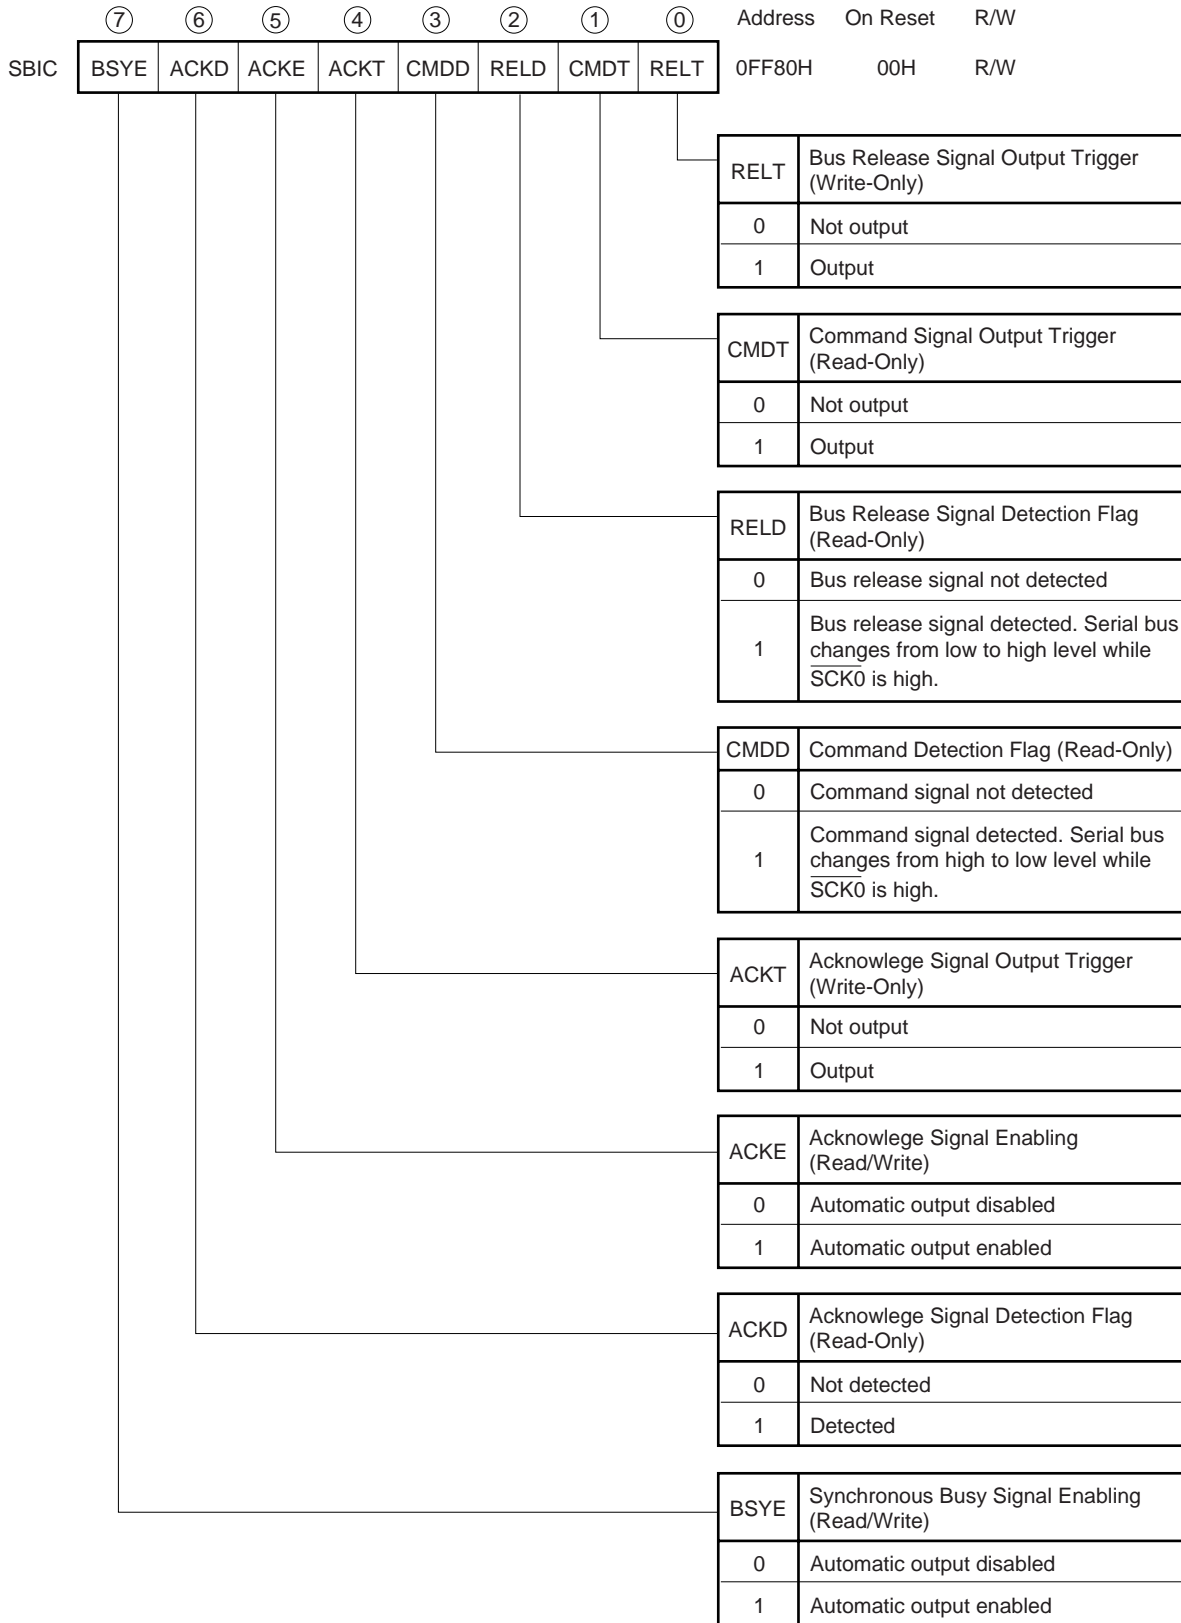 7 6 5 4 3 2 1 0 Address On Reset R/W
SBIC BSYE ACKD ACKE ACKT CMDD RELD CMDT RELT 0FF80H 00H R/W
RELT Bus Release Signal Output Trigger
(Write-Only)
0 Not output
1 Output
CMDT Command Signal Output Trigger
(Read-Only)
0 Not output
1 Output
RELD Bus Release Signal Detection Flag
(Read-Only)
0 Bus release signal not detected
Bus release signal detected. Serial bus
1 changes from low to high level while
SCK0 is high.
CMDD Command Detection Flag (Read-Only)
0 Command signal not detected
Command signal detected. Serial bus
1 changes from high to low level while
SCK0 is high.
ACKT Acknowlege Signal Output Trigger
(Write-Only)
0 Not output
1 Output
ACKE Acknowlege Signal Enabling
(Read/Write)
0 Automatic output disabled
1 Automatic output enabled
ACKD Acknowlege Signal Detection Flag
(Read-Only)
0 Not detected
1 Detected
BSYE Synchronous Busy Signal Enabling
(Read/Write)
0 Automatic output disabled
1 Automatic output enabled